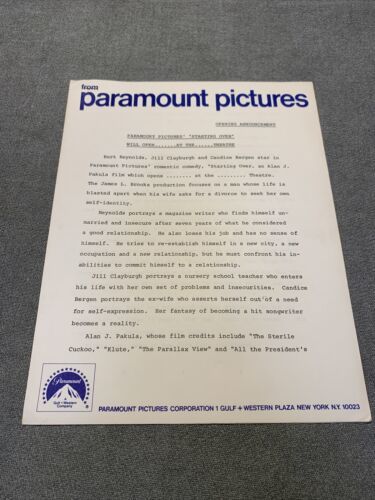 from
paramount pictures
OPENING ANNOUNCEMENT
PARAMOUNT PICTURES' "STARTING OVER"
WILL OPEN.......AT THE......THEATRE
Burt Reynolds, Jill Clayburgh and Candice Bergen star in
Paramount Pictures' romantic comedy, "Starting Over, an Alan J.
Pakula film which opens ........ at the ........ Theatre.
The James L. Brooks production focuses on a man whose life is
blasted apart when his wife asks for a divorce to seek her own
self-identity.
Reynolds portrays a magazine writer who finds himself un-
married and insecure after seven years of what he considered
a good relationship. He also loses his job and has no sense of
himself. He tries to re-establish himself in a new city, a new
occupation and a new relationship, but he must confront his in-
abilities to commit himself to a relationship.
Jill Clayburgh portrays a nursery school teacher who enters
his life with her own set of problems and insecurities. Candice
Bergen portrays the ex-wife who asserts herself out of a need
for self-expression. Her fantasy of becoming a hit songwriter
becomes a reality.
Alan J. Pakula, whose film credits include "The Sterile
Cuckoo," "Klute," "The Parallax View" and "All the President's
Paramount
Gulf+Western
Company
PARAMOUNT PICTURES CORPORATION 1 GULF + WESTERN PLAZA NEW YORK N.Y. 10023